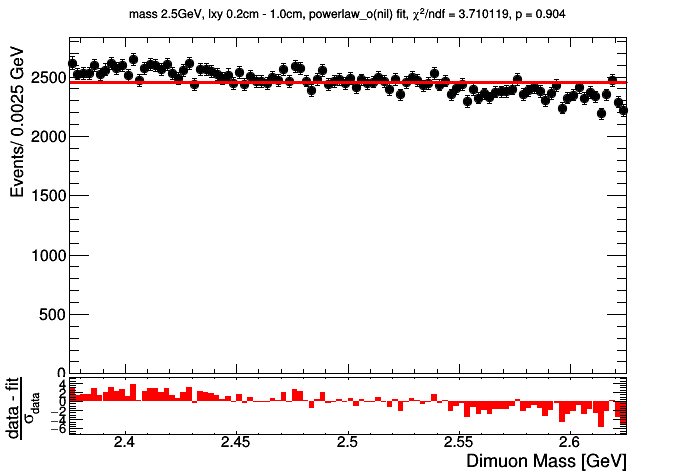 mass 2.5GeV, lxy 0.2cm - 1.0cm, powerlaw_o(nil) fit, χ²/ndf = 3.710119, p = 0.904
Events/ 0.0025 GeV
2500
2000
1500
1000
500
0
data - fit
σdata
4
2
0
−2
−4
−6
2.4 2.45 2.5 2.55 2.6
Dimuon Mass [GeV]